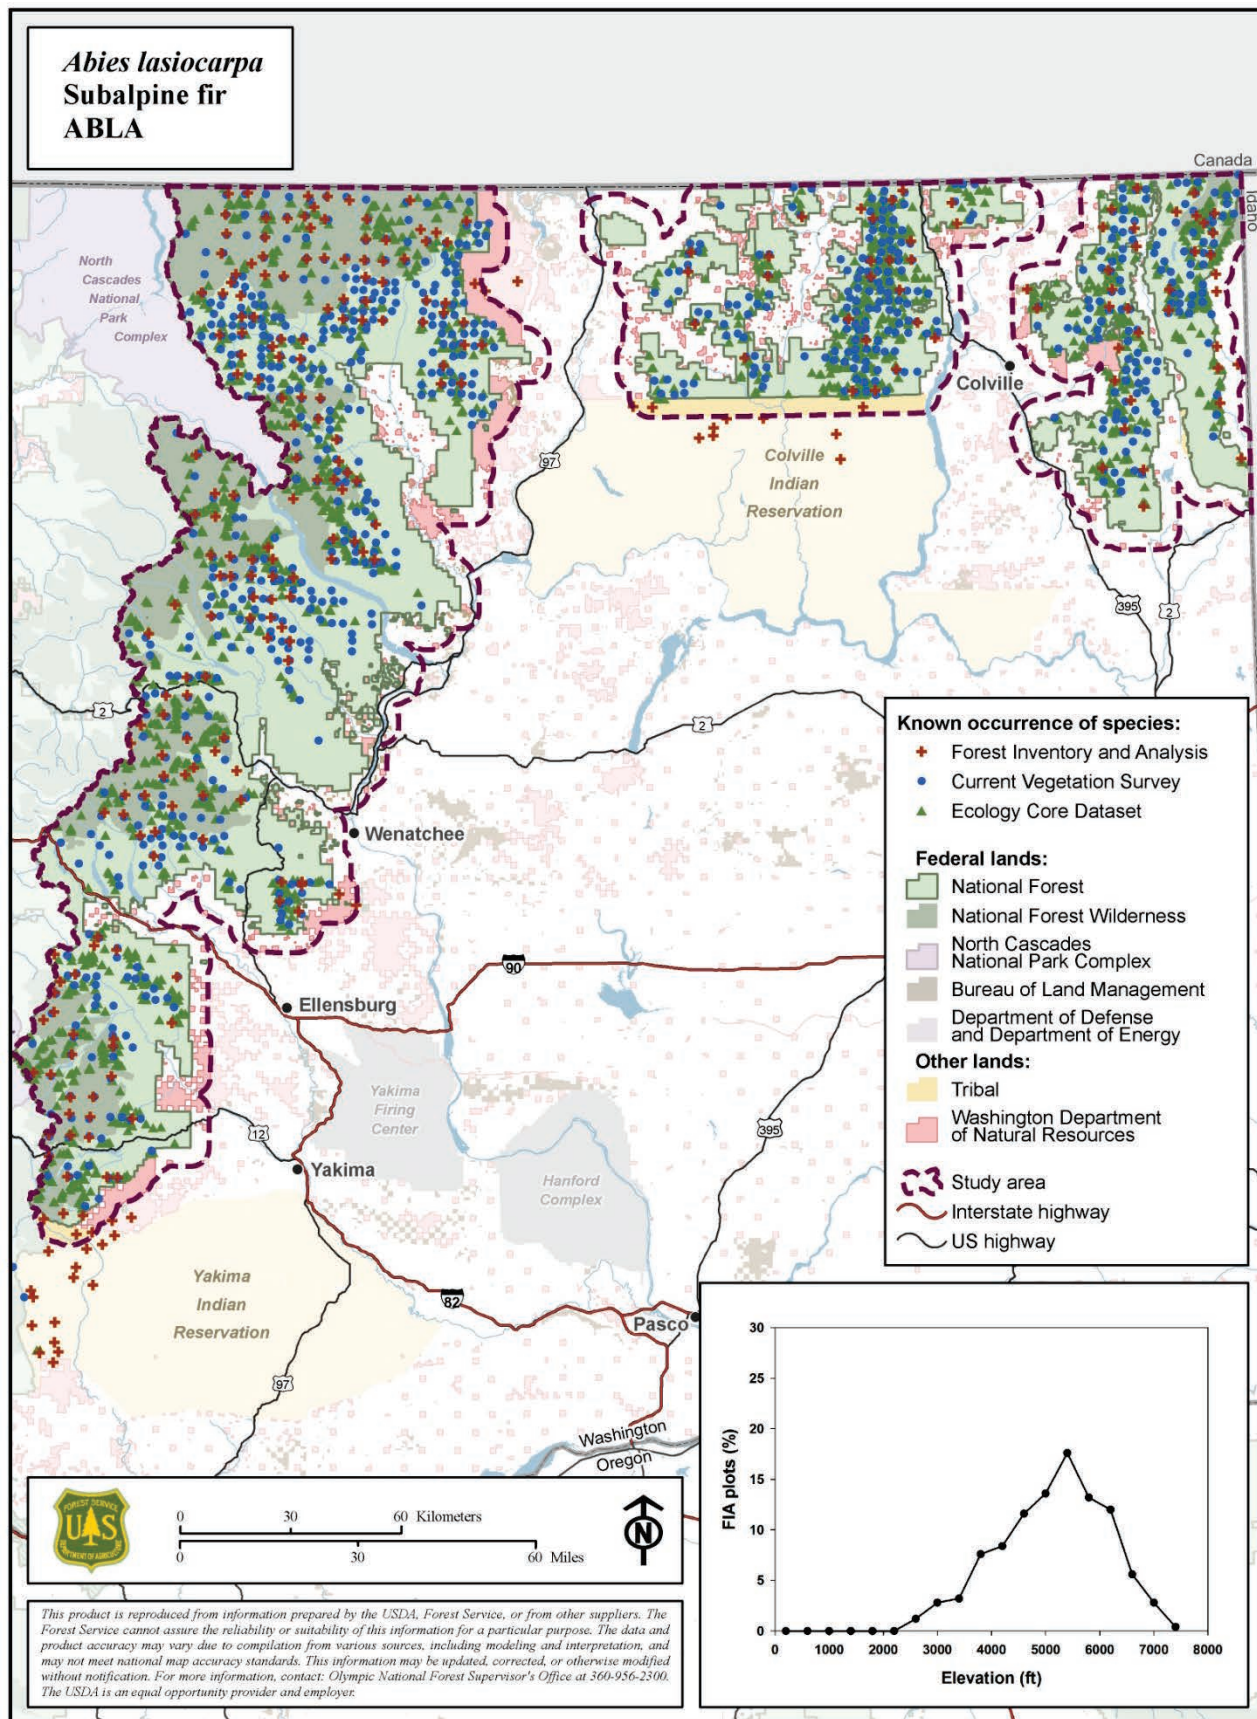 Abies lasiocarpa
Subalpine fir
ABLA
Canada
Idaho
North
Cascades
National
Park
Complex
97
Colville
Colville
Indian
Reservation
395
2
2
2
Wenatchee
90
Ellensburg
Yakima
Firing
Center
395
12
Yakima
Hanford
Complex
Yakima
Indian
Reservation
82
Pasco
97
Washington
Oregon
Known occurrence of species:
Forest Inventory and Analysis
Current Vegetation Survey
Ecology Core Dataset
Federal lands:
National Forest
National Forest Wilderness
North Cascades
National Park Complex
Bureau of Land Management
Department of Defense
and Department of Energy
Other lands:
Tribal
Washington Department
of Natural Resources
Study area
Interstate highway
US highway
FOREST SERVICE
U S
DEPARTMENT OF AGRICULTURE
0 30 60 Kilometers
0 30 60 Miles
N
This product is reproduced from information prepared by the USDA, Forest Service, or from other suppliers. The
Forest Service cannot assure the reliability or suitability of this information for a particular purpose. The data and
product accuracy may vary due to compilation from various sources, including modeling and interpretation, and
may not meet national map accuracy standards. This information may be updated, corrected, or otherwise modified
without notification. For more information, contact: Olympic National Forest Supervisor's Office at 360-956-2300.
The USDA is an equal opportunity provider and employer.
30
25
20
15
10
5
0
FIA plots (%)
0 1000 2000 3000 4000 5000 6000 7000 8000
Elevation (ft)